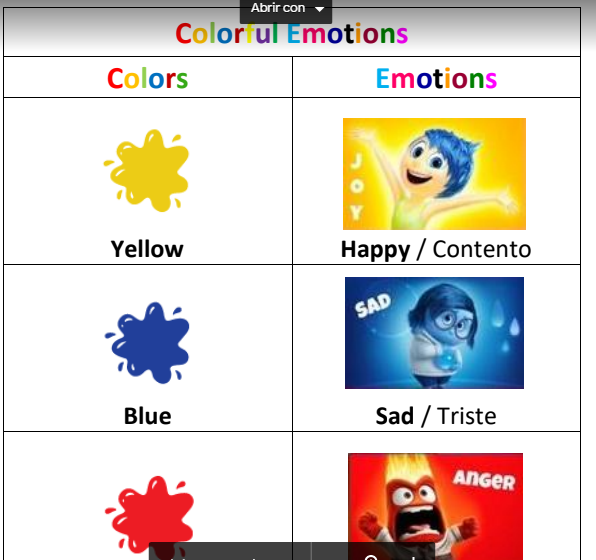 Abrir con
Colorful Emotions
Colors Emotions
JOY
Yellow Happy / Contento
SAD
Blue Sad / Triste
ANGER